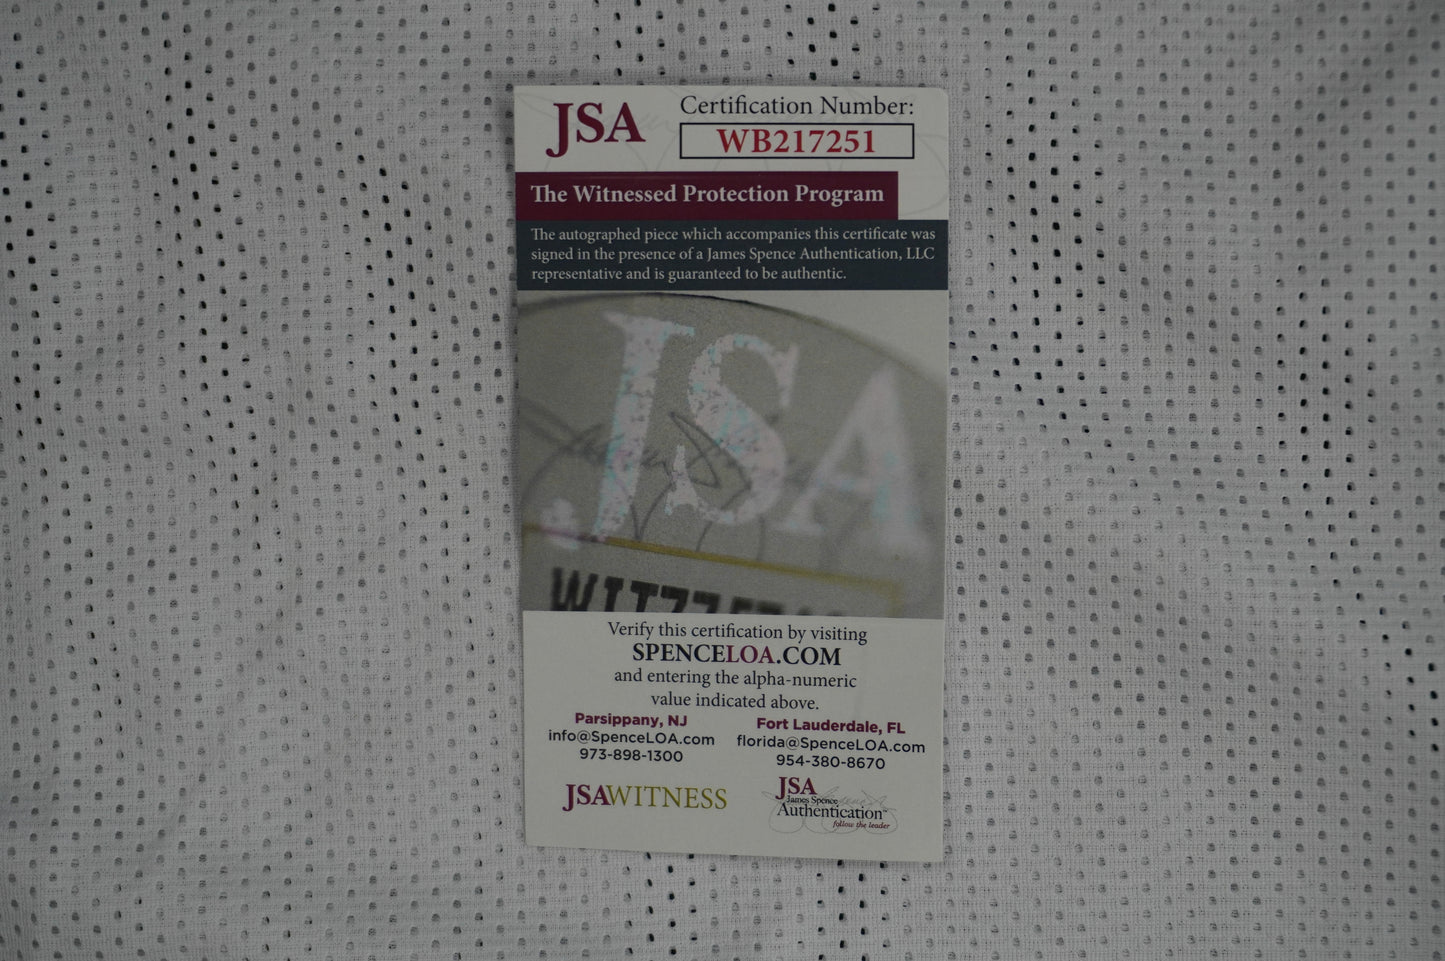 JSA
Certification Number:
WB217251
The Witnessed Protection Program
The autographed piece which accompanies this certificate was
signed in the presence of a James Spence Authentication, LLC
representative and is guaranteed to be authentic.
JSA
Verify this certification by visiting
SPENCELOA.COM
and entering the alpha-numeric
value indicated above.
Parsippany, NJ
info@SpenceLOA.com
973-898-1300
Fort Lauderdale, FL
florida@SpenceLOA.com
954-380-8670
JSAWITNESS
JSA
James Spence
Authentication™
follow the leader